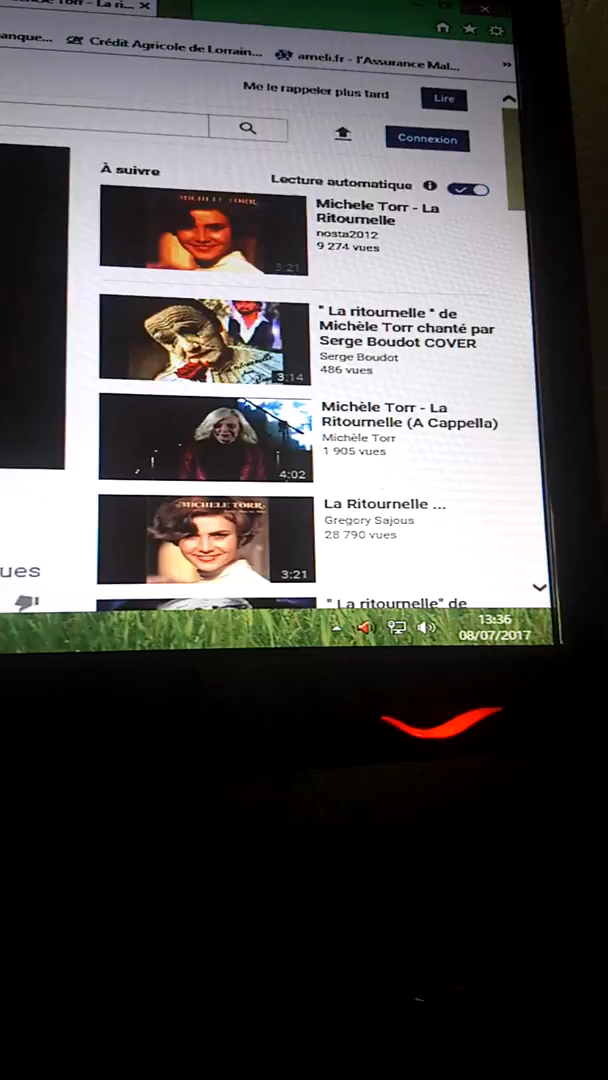 La ri...
anque...
Crédit Agricole de Lorrain...
ameli.fr - l'Assurance Mal...
Me le rappeler plus tard
Lire
Connexion
À suivre
Lecture automatique
MICHELE TORR
3:21
Michele Torr - La
Ritournelle
nosta2012
9 274 vues
3:14
" La ritournelle " de
Michèle Torr chanté par
Serge Boudot COVER
Serge Boudot
486 vues
4:02
Michèle Torr - La
Ritournelle (A Cappella)
Michèle Torr
1 905 vues
MICHELE TORR
3:21
La Ritournelle ...
Gregory Sajous
28 790 vues
ues
" La ritournelle" de
13:36
08/07/2017